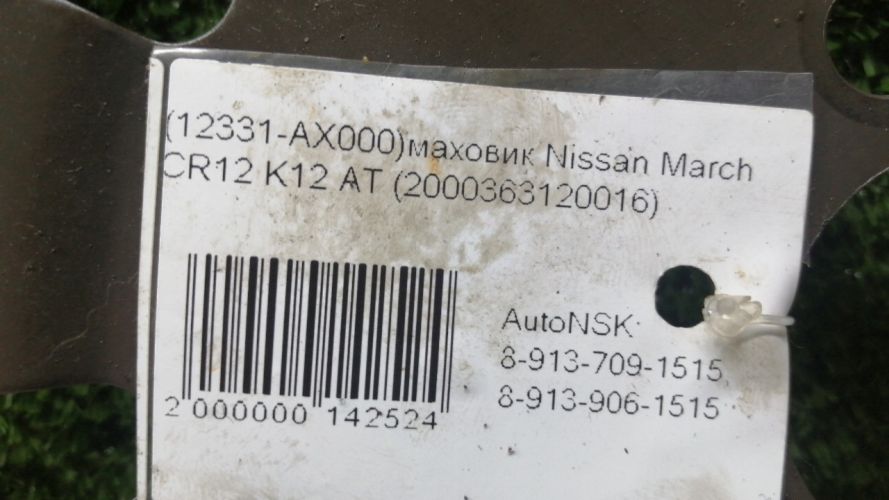 (12331-AX000)маховик Nissan March
CR12 K12 AT (2000363120016)
AutoNSK
8-913-709-1515
8-913-906-1515
2 000000 142524